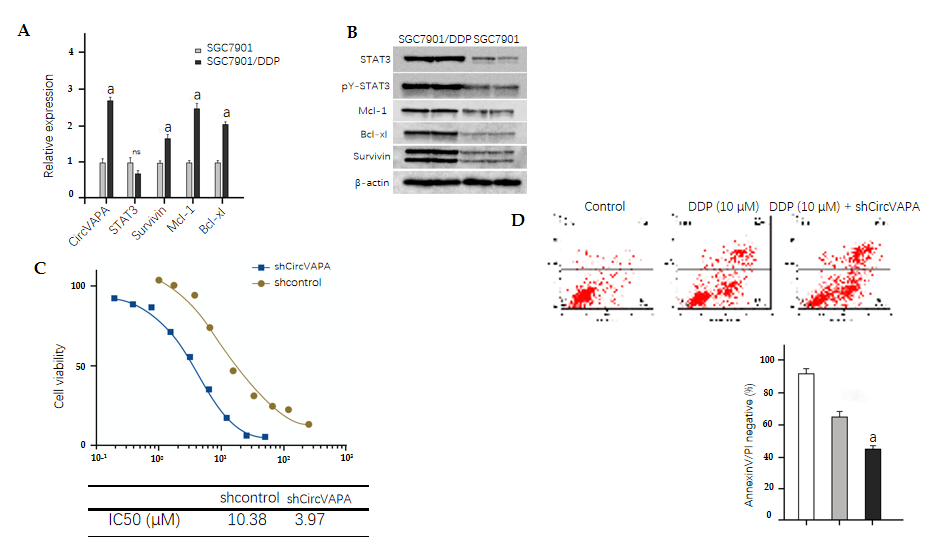 A
4
3
2
1
0
Relative expression
SGC7901
SGC7901/DDP
a
ns
a
a
a
CircVAPA
STAT3
Survivin
Mcl-1
Bcl-xl
B
SGC7901/DDP SGC7901
STAT3
pY-STAT3
Mcl-1
Bcl-xl
Survivin
β-actin
C
shCircVAPA
shcontrol
100
50
0
Cell viability
10-1 10⁰ 10¹ 10² 10³
shcontrol shCircVAPA
IC50 (μM) 10.38 3.97
D
Control DDP (10 μM) DDP (10 μM) + shCircVAPA
100
80
60
40
20
0
AnnexinV/PI negative (%)
a